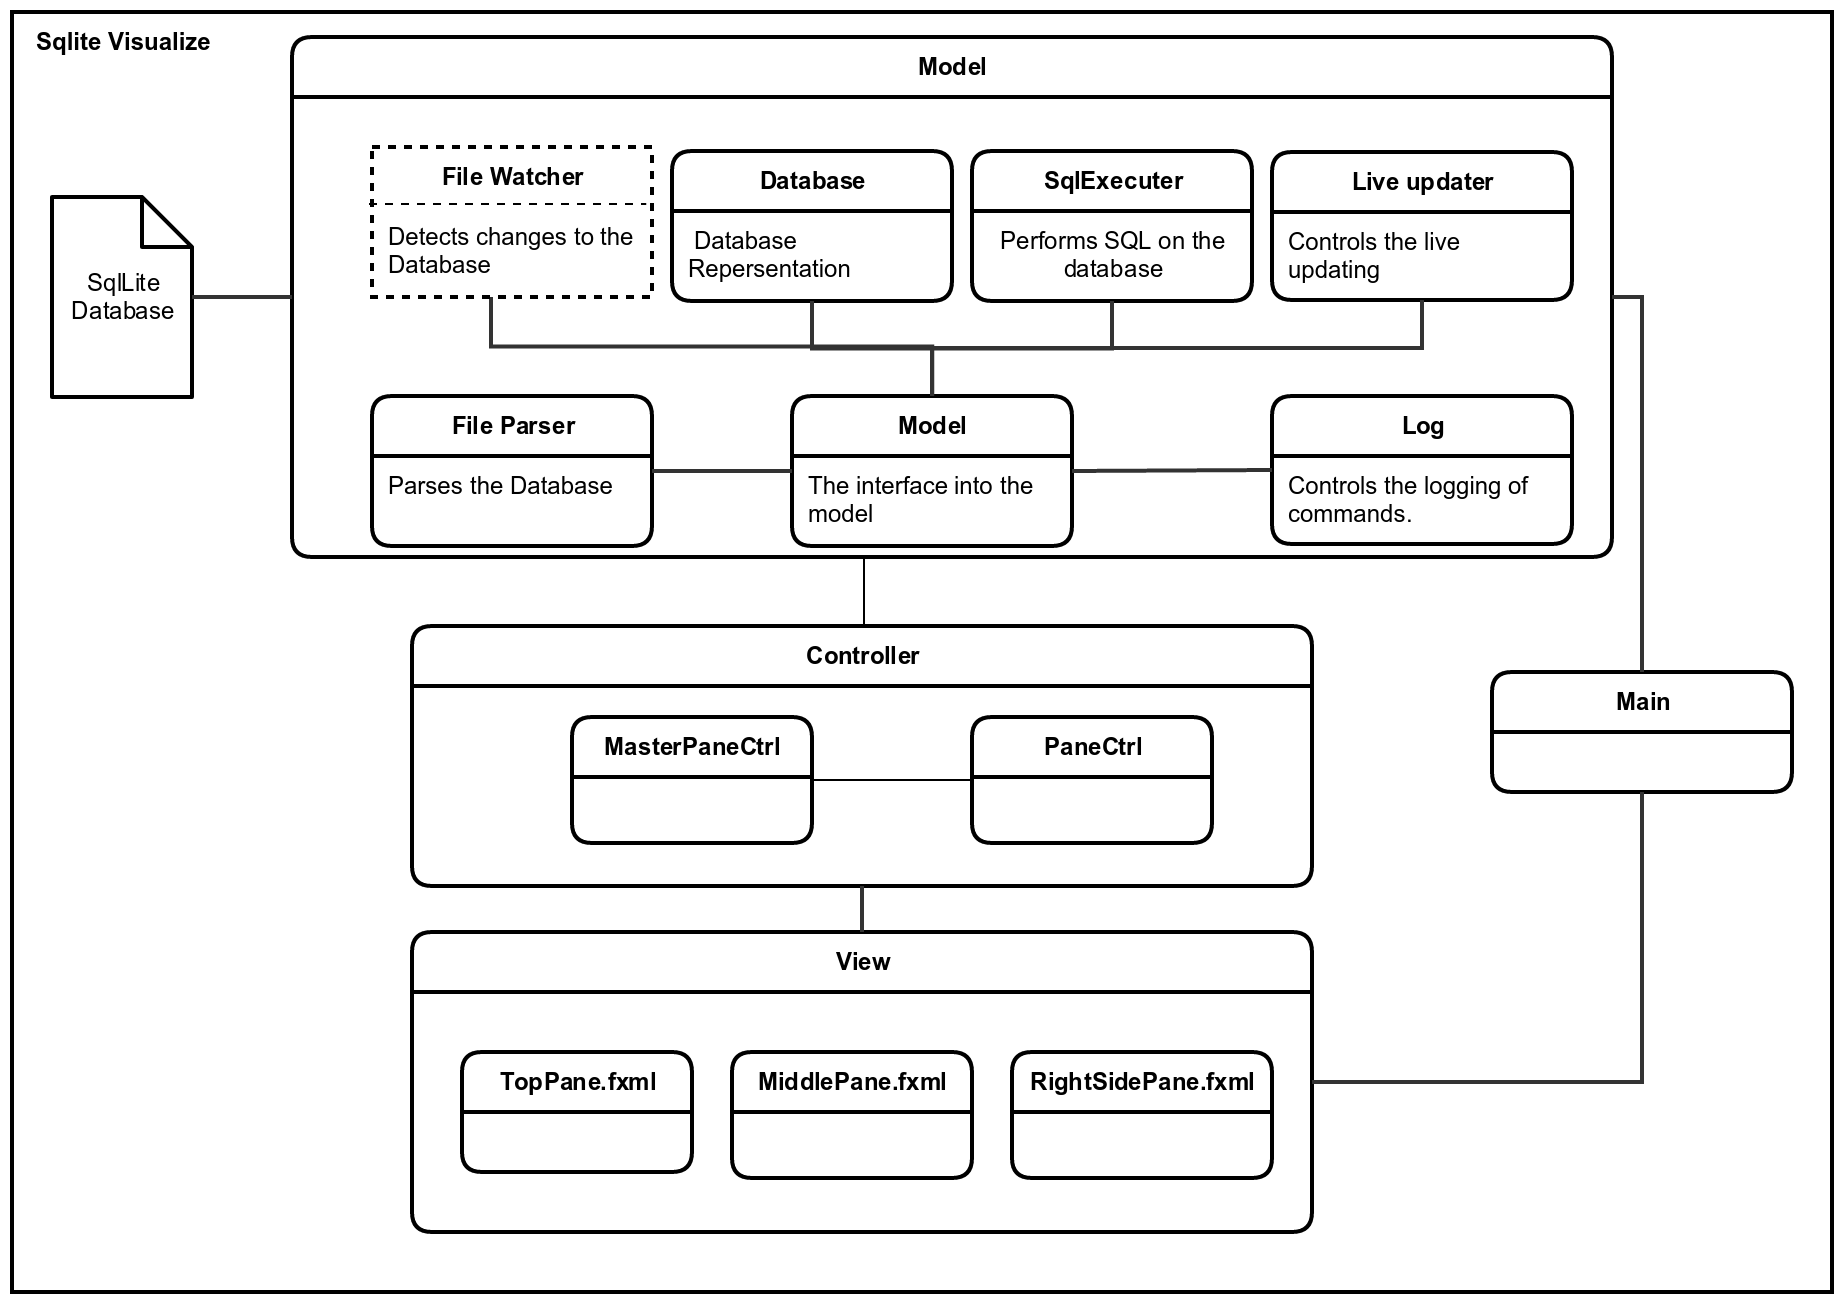 Sqlite Visualize
Model
File Watcher
Detects changes to the
Database
Database
Database
Repersentation
SqlExecuter
Performs SQL on the
database
Live updater
Controls the live
updating
SqlLite
Database
File Parser
Parses the Database
Model
The interface into the
model
Log
Controls the logging of
commands.
Controller
MasterPaneCtrl
PaneCtrl
Main
View
TopPane.fxml
MiddlePane.fxml
RightSidePane.fxml